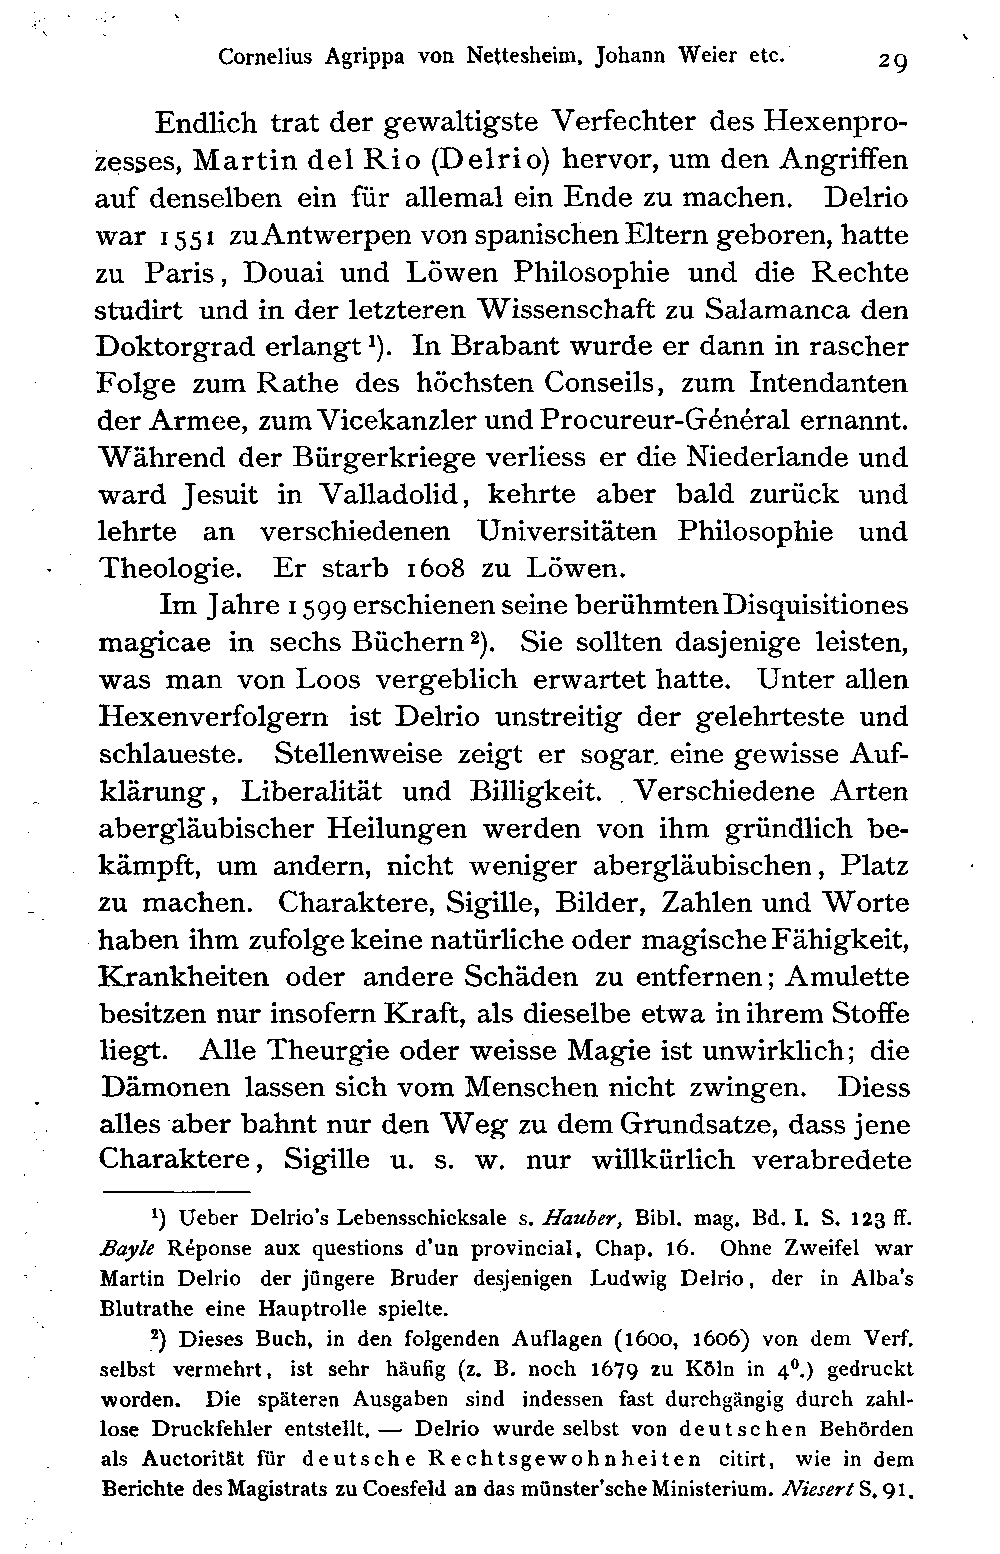 Cornelius Agrippa von Nettesheim, Johann Weier etc. 29
Endlich trat der gewaltigste Verfechter des Hexenpro-
zesses, Martin del Rio (Delrio) hervor, um den Angriffen
auf denselben ein für allemal ein Ende zu machen. Delrio
war 1551 zu Antwerpen von spanischen Eltern geboren, hatte
zu Paris, Douai und Löwen Philosophie und die Rechte
studirt und in der letzteren Wissenschaft zu Salamanca den
Doktorgrad erlangt ¹). In Brabant wurde er dann in rascher
Folge zum Rathe des höchsten Conseils, zum Intendanten
der Armee, zum Vicekanzler und Procureur-Général ernannt.
Während der Bürgerkriege verliess er die Niederlande und
ward Jesuit in Valladolid, kehrte aber bald zurück und
lehrte an verschiedenen Universitäten Philosophie und
Theologie. Er starb 1608 zu Löwen.
Im Jahre 1599 erschienen seine berühmten Disquisitiones
magicae in sechs Büchern ²). Sie sollten dasjenige leisten,
was man von Loos vergeblich erwartet hatte. Unter allen
Hexenverfolgern ist Delrio unstreitig der gelehrteste und
schlaueste. Stellenweise zeigt er sogar eine gewisse Auf-
klärung, Liberalität und Billigkeit. Verschiedene Arten
abergläubischer Heilungen werden von ihm gründlich be-
kämpft, um andern, nicht weniger abergläubischen, Platz
zu machen. Charaktere, Sigille, Bilder, Zahlen und Worte
haben ihm zufolge keine natürliche oder magische Fähigkeit,
Krankheiten oder andere Schäden zu entfernen; Amulette
besitzen nur insofern Kraft, als dieselbe etwa in ihrem Stoffe
liegt. Alle Theurgie oder weisse Magie ist unwirklich; die
Dämonen lassen sich vom Menschen nicht zwingen. Diess
alles aber bahnt nur den Weg zu dem Grundsatze, dass jene
Charaktere, Sigille u. s. w. nur willkürlich verabredete
¹) Ueber Delrio's Lebensschicksale s. Hauber, Bibl. mag. Bd. I. S. 123 ff.
Bayle Réponse aux questions d'un provincial, Chap. 16. Ohne Zweifel war
Martin Delrio der jüngere Bruder desjenigen Ludwig Delrio, der in Alba's
Blutrathe eine Hauptrolle spielte.
²) Dieses Buch, in den folgenden Auflagen (1600, 1606) von dem Verf.
selbst vermehrt, ist sehr häufig (z. B. noch 1679 zu Köln in 4⁰.) gedruckt
worden. Die späteren Ausgaben sind indessen fast durchgängig durch zahl-
lose Druckfehler entstellt. — Delrio wurde selbst von deutschen Behörden
als Auctorität für deutsche Rechtsgewohnheiten citirt, wie in dem
Berichte des Magistrats zu Coesfeld an das münster'sche Ministerium. Niesert S. 91.